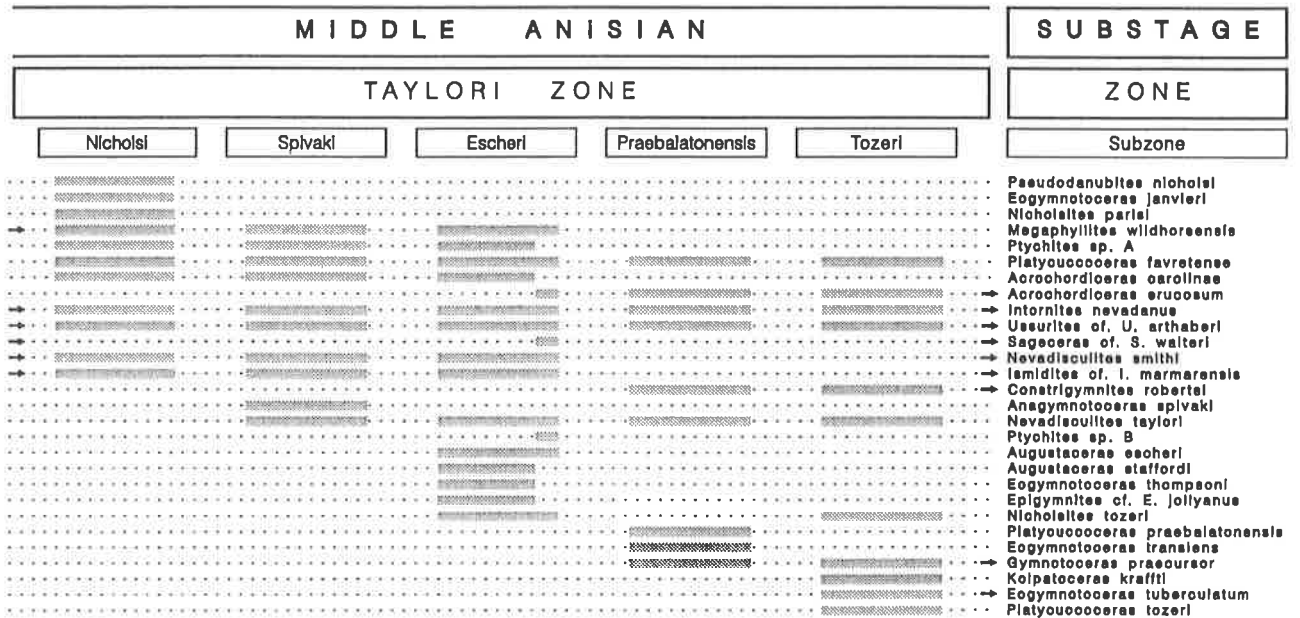 MIDDLE ANISIAN SUBSTAGE
TAYLORI ZONE ZONE
Nicholsi Spivaki Escheri Praebalatonensis Tozeri Subzone
Pseudodanubites nicholsi
Eogymnotoceras janvieri
Nicholsites parisi
Megaphyllites wildhorsensis
Ptychites sp. A
Platycuccoceras favretense
Acrochordiceras carolinae
Acrochordiceras erucosum
Intornites nevadanus
Ussurites cf. U. arthaberi
Sageceras cf. S. walteri
Nevadisculites smithi
Ismidites cf. I. marmarensis
Constrigymnites robertsi
Anagymnotoceras spivaki
Nevadisculites taylori
Ptychites sp. B
Augustaceras escheri
Augustaceras staffordi
Eogymnotoceras thompsoni
Epigymnites cf. E. jollyanus
Nicholsites tozeri
Platycuccoceras praebalatonensis
Eogymnotoceras transiens
Gymnotoceras praecursor
Koipatoceras kraffti
Eogymnotoceras tuberculatum
Platycuccoceras tozeri